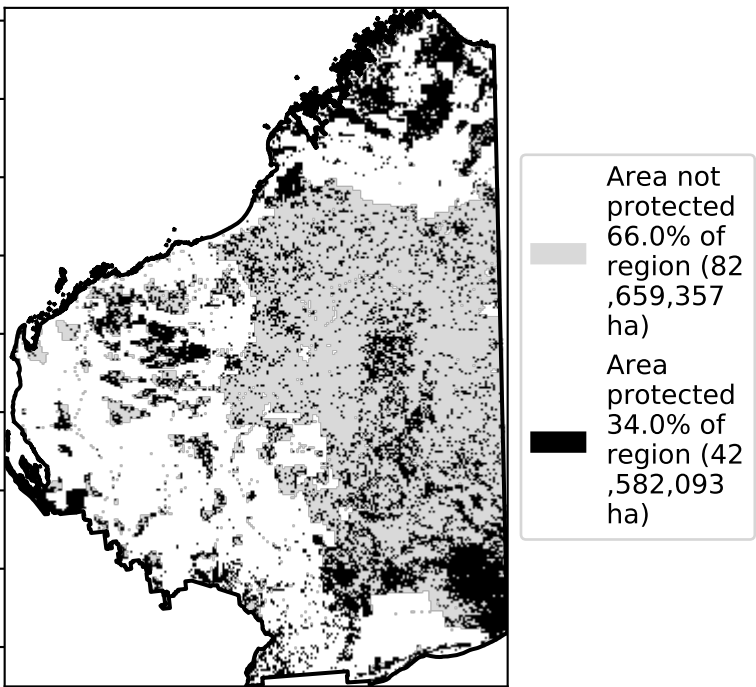 Area not
protected
66.0% of
region (82
,659,357
ha)
Area
protected
34.0% of
region (42
,582,093
ha)